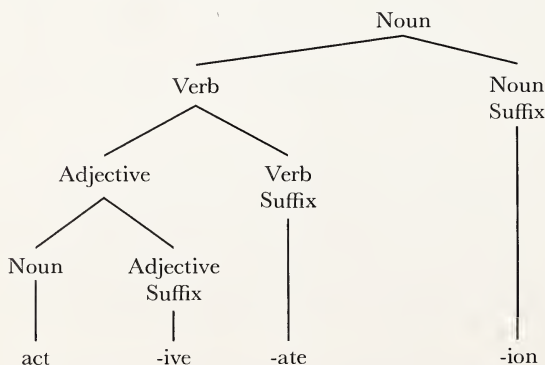 Noun
Verb
Noun
Suffix
Adjective
Verb
Suffix
Noun
Adjective
Suffix
act
-ive
-ate
-ion